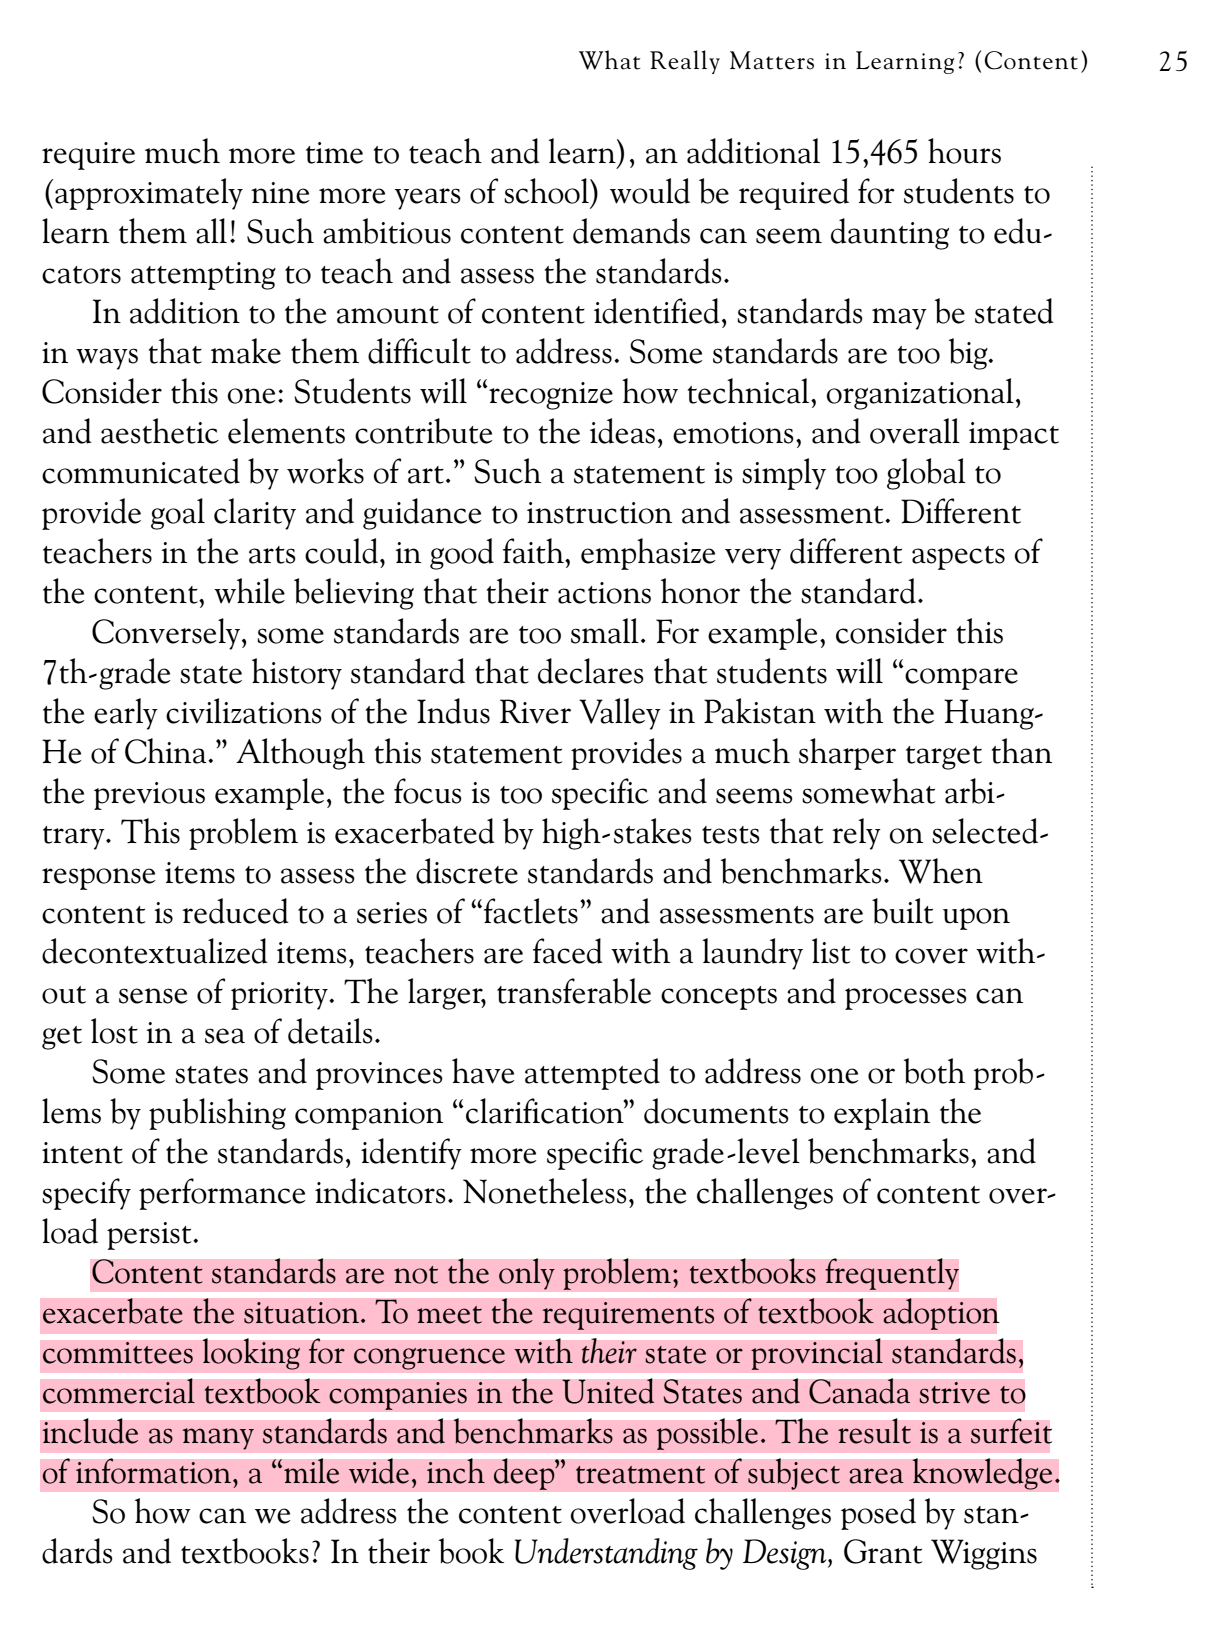 What Really Matters in Learning? (Content) 25
require much more time to teach and learn), an additional 15,465 hours
(approximately nine more years of school) would be required for students to
learn them all! Such ambitious content demands can seem daunting to edu-
cators attempting to teach and assess the standards.
In addition to the amount of content identified, standards may be stated
in ways that make them difficult to address. Some standards are too big.
Consider this one: Students will “recognize how technical, organizational,
and aesthetic elements contribute to the ideas, emotions, and overall impact
communicated by works of art.” Such a statement is simply too global to
provide goal clarity and guidance to instruction and assessment. Different
teachers in the arts could, in good faith, emphasize very different aspects of
the content, while believing that their actions honor the standard.
Conversely, some standards are too small. For example, consider this
7th-grade state history standard that declares that students will “compare
the early civilizations of the Indus River Valley in Pakistan with the Huang-
He of China.” Although this statement provides a much sharper target than
the previous example, the focus is too specific and seems somewhat arbi-
trary. This problem is exacerbated by high-stakes tests that rely on selected-
response items to assess the discrete standards and benchmarks. When
content is reduced to a series of “factlets” and assessments are built upon
decontextualized items, teachers are faced with a laundry list to cover with-
out a sense of priority. The larger, transferable concepts and processes can
get lost in a sea of details.
Some states and provinces have attempted to address one or both prob-
lems by publishing companion “clarification” documents to explain the
intent of the standards, identify more specific grade-level benchmarks, and
specify performance indicators. Nonetheless, the challenges of content over-
load persist.
Content standards are not the only problem; textbooks frequently
exacerbate the situation. To meet the requirements of textbook adoption
committees looking for congruence with their state or provincial standards,
commercial textbook companies in the United States and Canada strive to
include as many standards and benchmarks as possible. The result is a surfeit
of information, a “mile wide, inch deep” treatment of subject area knowledge.
So how can we address the content overload challenges posed by stan-
dards and textbooks? In their book Understanding by Design, Grant Wiggins